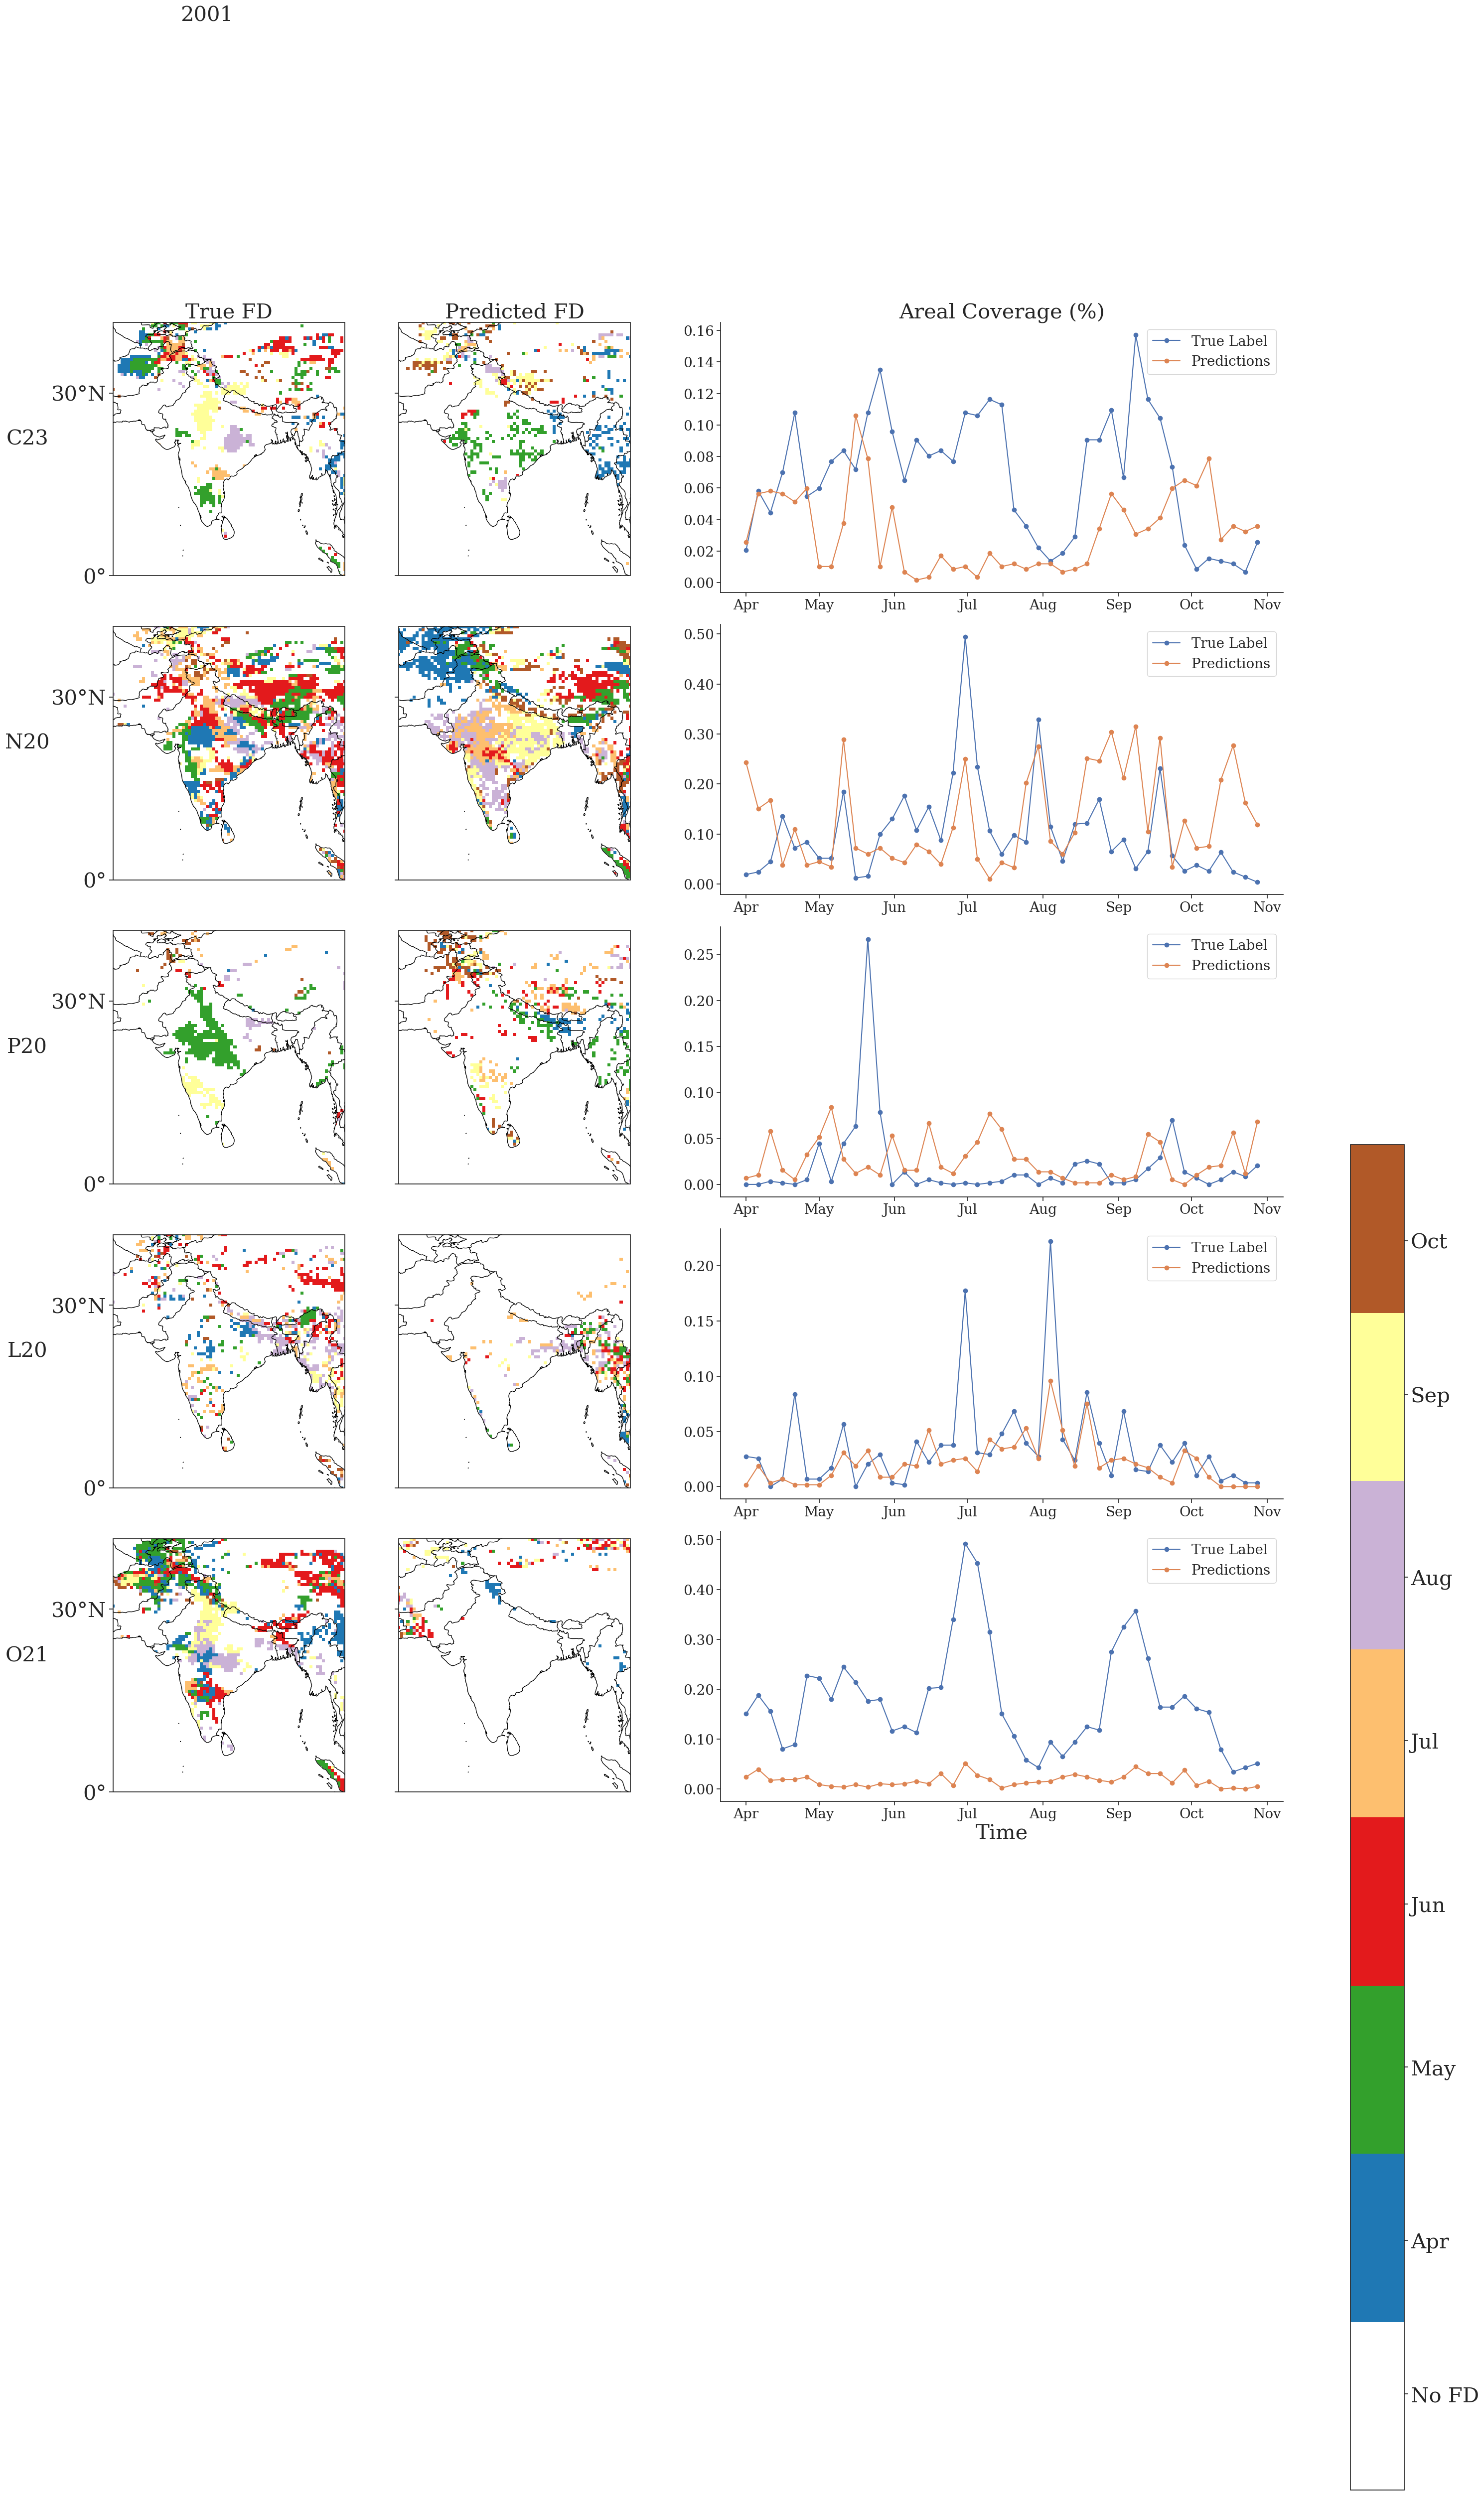 2001
True FD
Predicted FD
Areal Coverage (%)
C23
30°N
0°
0.16
0.14
0.12
0.10
0.08
0.06
0.04
0.02
0.00
True Label
Predictions
Apr May Jun Jul Aug Sep Oct Nov
N20
30°N
0°
0.50
0.40
0.30
0.20
0.10
0.00
True Label
Predictions
Apr May Jun Jul Aug Sep Oct Nov
P20
30°N
0°
0.25
0.20
0.15
0.10
0.05
0.00
True Label
Predictions
Apr May Jun Jul Aug Sep Oct Nov
L20
30°N
0°
0.20
0.15
0.10
0.05
0.00
True Label
Predictions
Apr May Jun Jul Aug Sep Oct Nov
O21
30°N
0°
0.50
0.40
0.30
0.20
0.10
0.00
True Label
Predictions
Apr May Jun Jul Aug Sep Oct Nov
Time
Oct
Sep
Aug
Jul
Jun
May
Apr
No FD